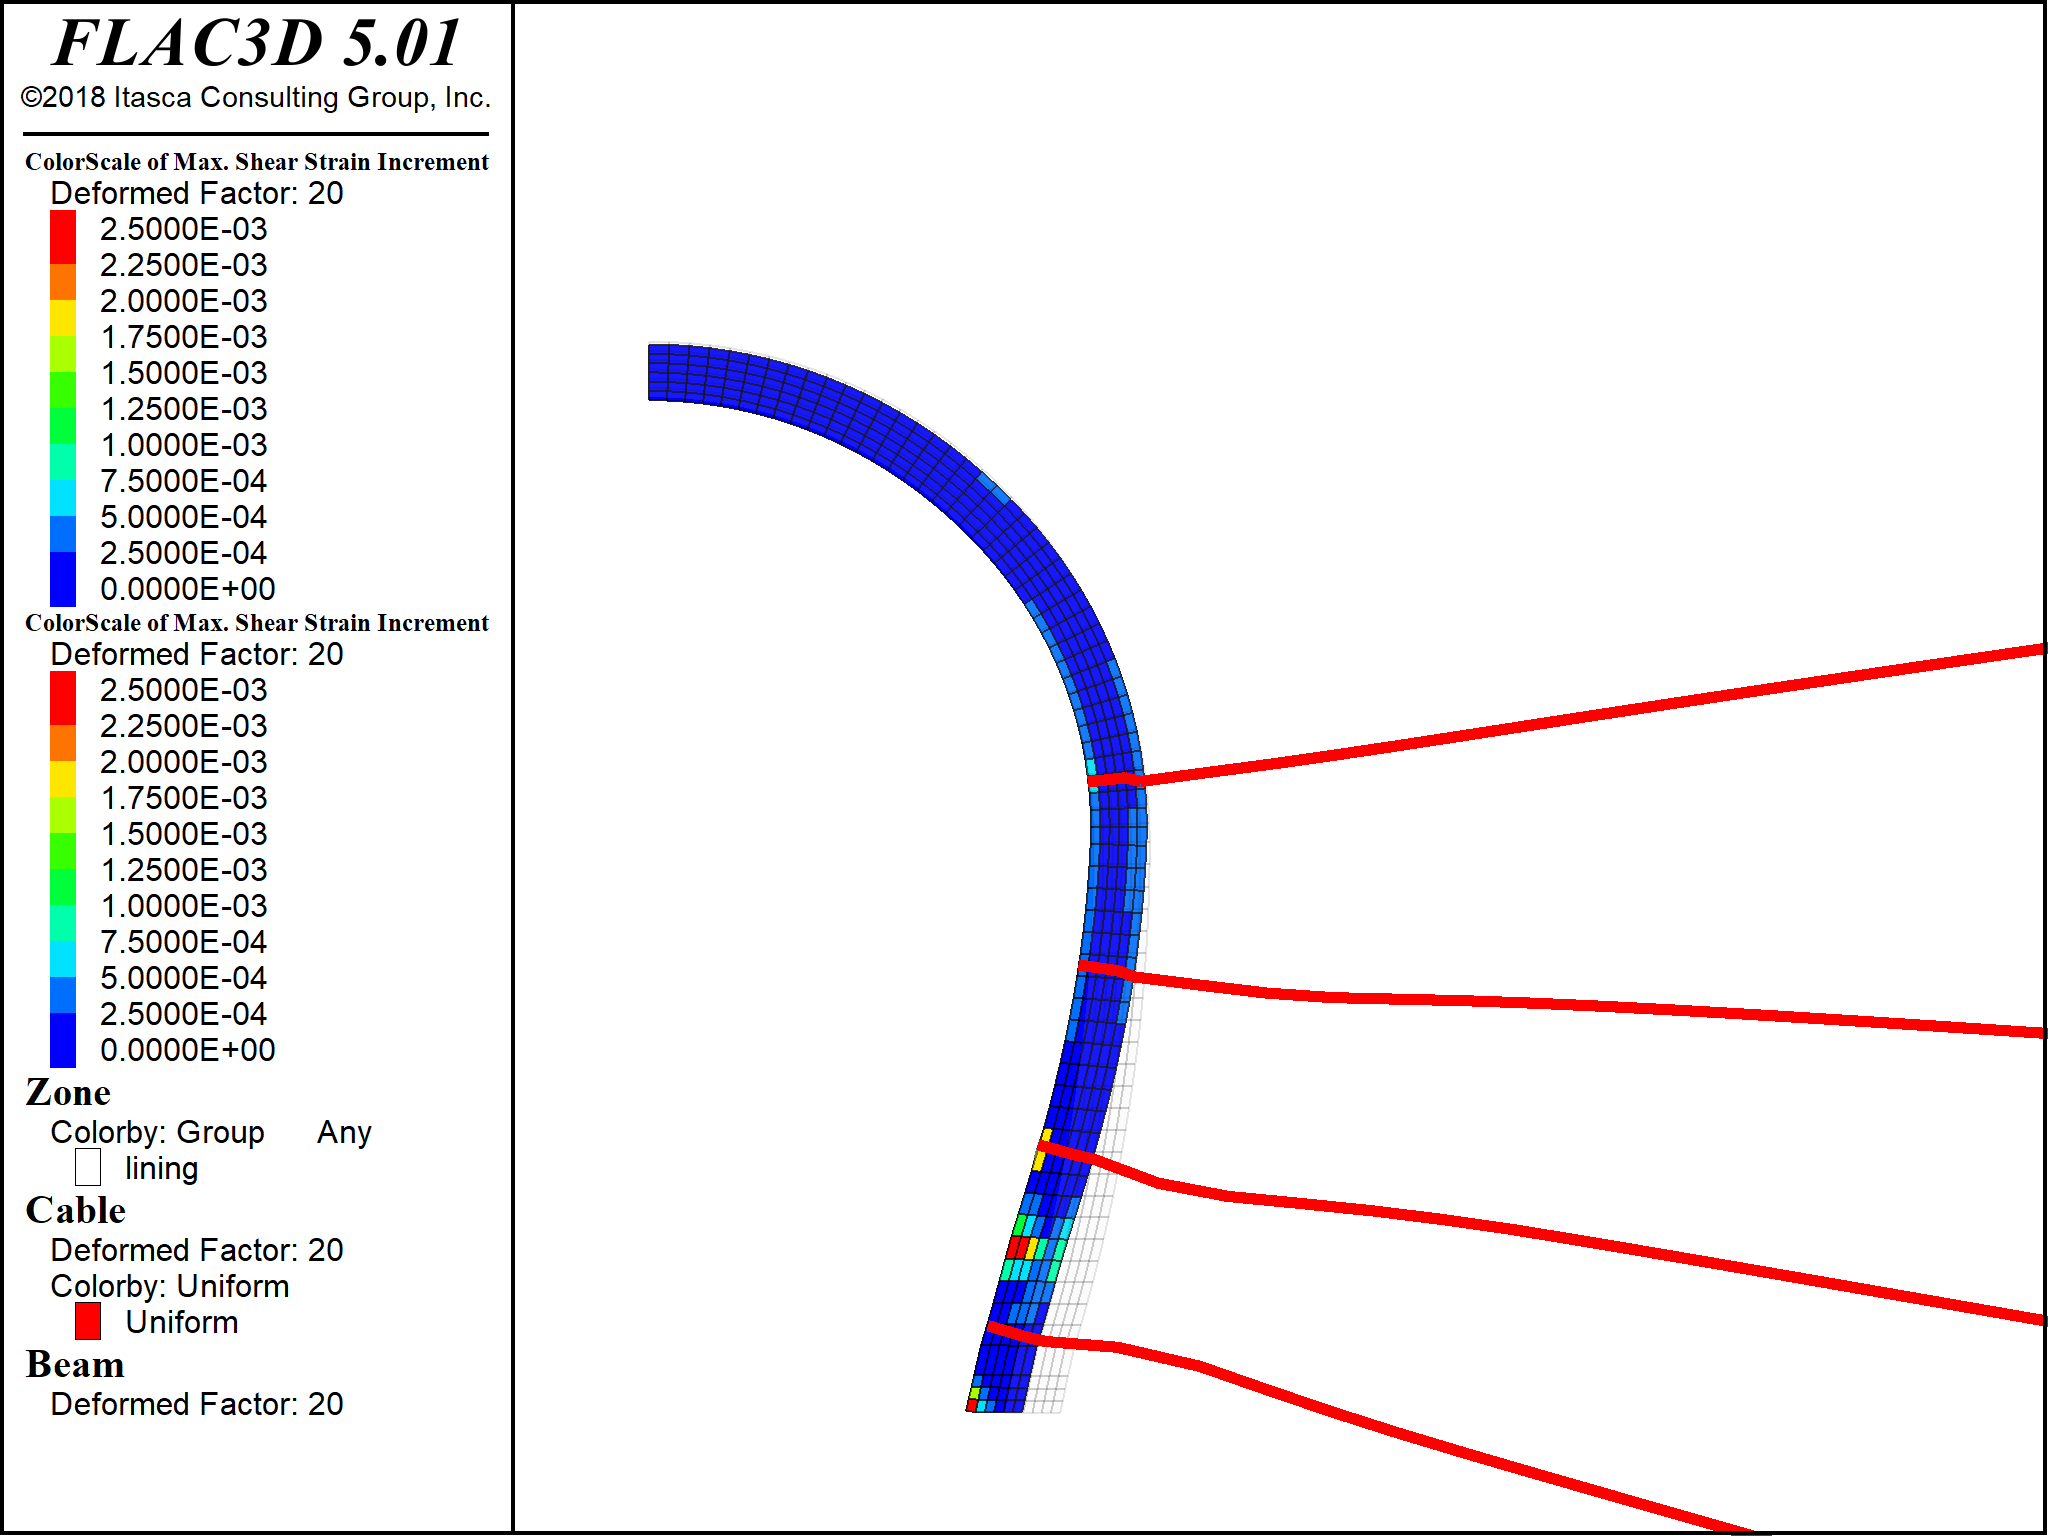 FLAC3D 5.01
©2018 Itasca Consulting Group, Inc.
ColorScale of Max. Shear Strain Increment
Deformed Factor: 20
2.5000E-03
2.2500E-03
2.0000E-03
1.7500E-03
1.5000E-03
1.2500E-03
1.0000E-03
7.5000E-04
5.0000E-04
2.5000E-04
0.0000E+00
ColorScale of Max. Shear Strain Increment
Deformed Factor: 20
2.5000E-03
2.2500E-03
2.0000E-03
1.7500E-03
1.5000E-03
1.2500E-03
1.0000E-03
7.5000E-04
5.0000E-04
2.5000E-04
0.0000E+00
Zone
Colorby: Group Any
lining
Cable
Deformed Factor: 20
Colorby: Uniform
Uniform
Beam
Deformed Factor: 20